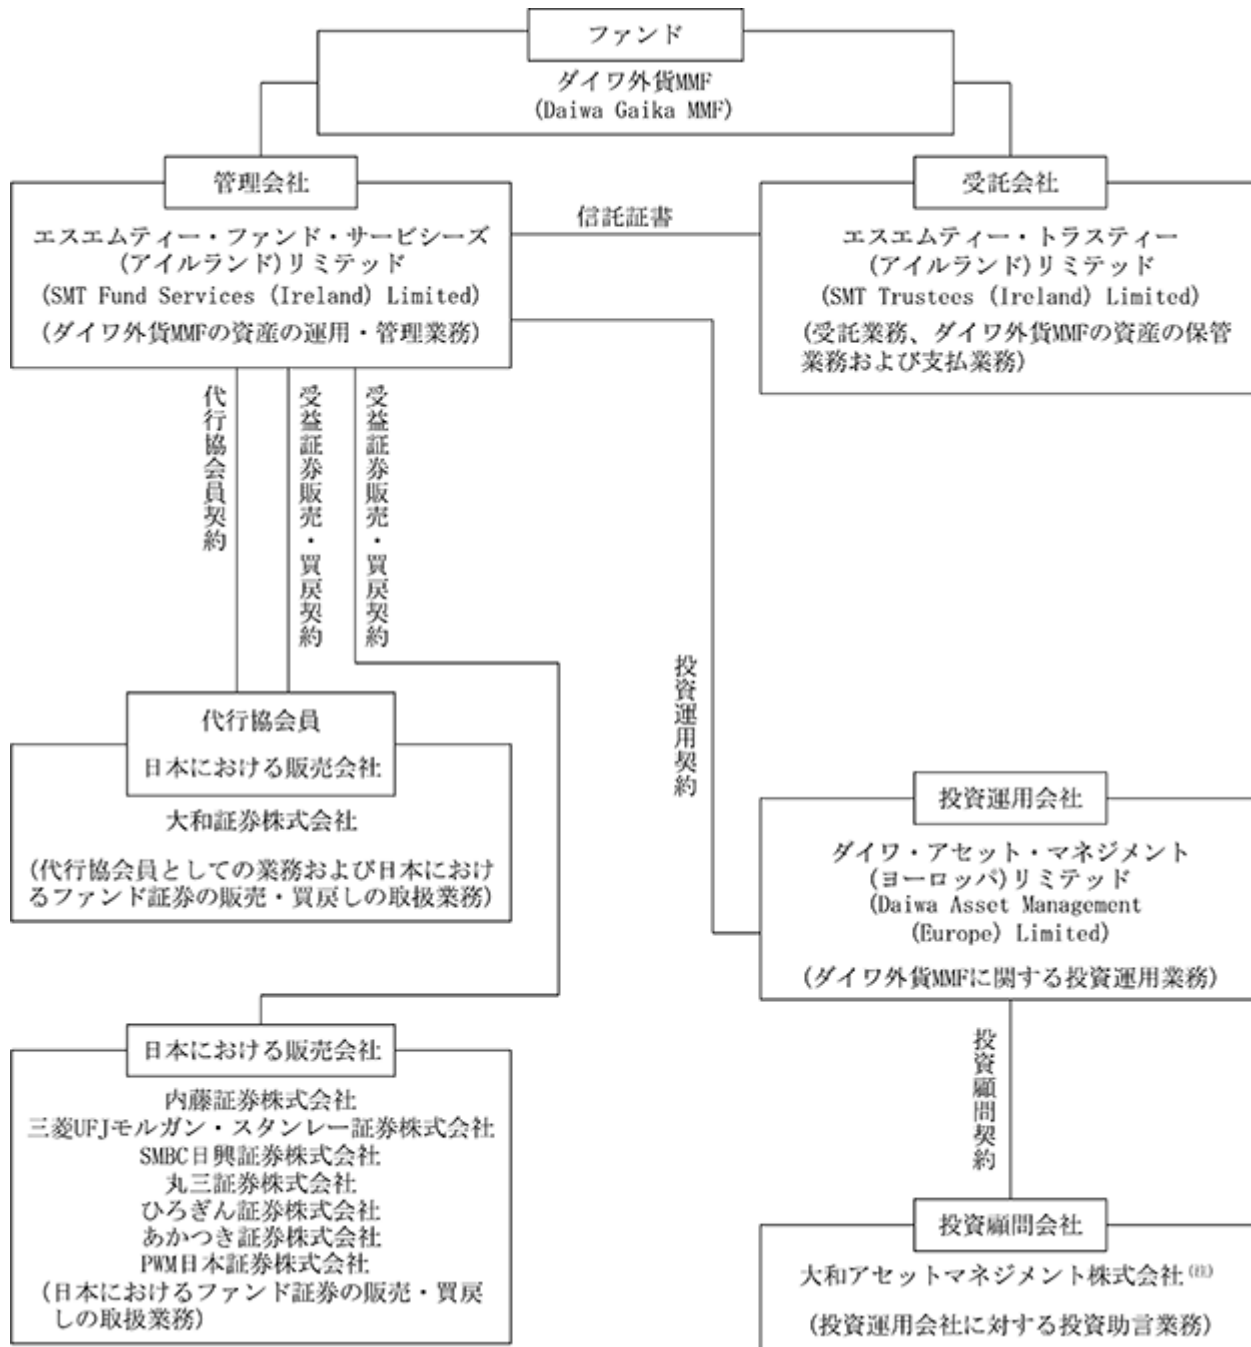 ファンド
ダイワ外貨MMF
(Daiwa Gaika MMF)
管理会社
エスエムティー・ファンド・サービシーズ
(アイルランド)リミテッド
(SMT Fund Services (Ireland) Limited)
(ダイワ外貨MMFの資産の運用・管理業務)
信託証書
受託会社
エスエムティー・トラスティー
(アイルランド)リミテッド
(SMT Trustees (Ireland) Limited)
(受託業務、ダイワ外貨MMFの資産の保管
業務および支払業務)
代行協会員契約
受益証券販売・買戻契約
受益証券販売・買戻契約
投資運用契約
代行協会員
日本における販売会社
大和証券株式会社
(代行協会員としての業務および日本におけ
るファンド証券の販売・買戻しの取扱業務)
投資運用会社
ダイワ・アセット・マネジメント
(ヨーロッパ)リミテッド
(Daiwa Asset Management
(Europe) Limited)
(ダイワ外貨MMFに関する投資運用業務)
投資顧問契約
日本における販売会社
内藤証券株式会社
三菱UFJモルガン・スタンレー証券株式会社
SMBC日興証券株式会社
丸三証券株式会社
ひろぎん証券株式会社
あかつき証券株式会社
PWM日本証券株式会社
(日本におけるファンド証券の販売・買戻
しの取扱業務)
投資顧問会社
大和アセットマネジメント株式会社(注)
(投資運用会社に対する投資助言業務)